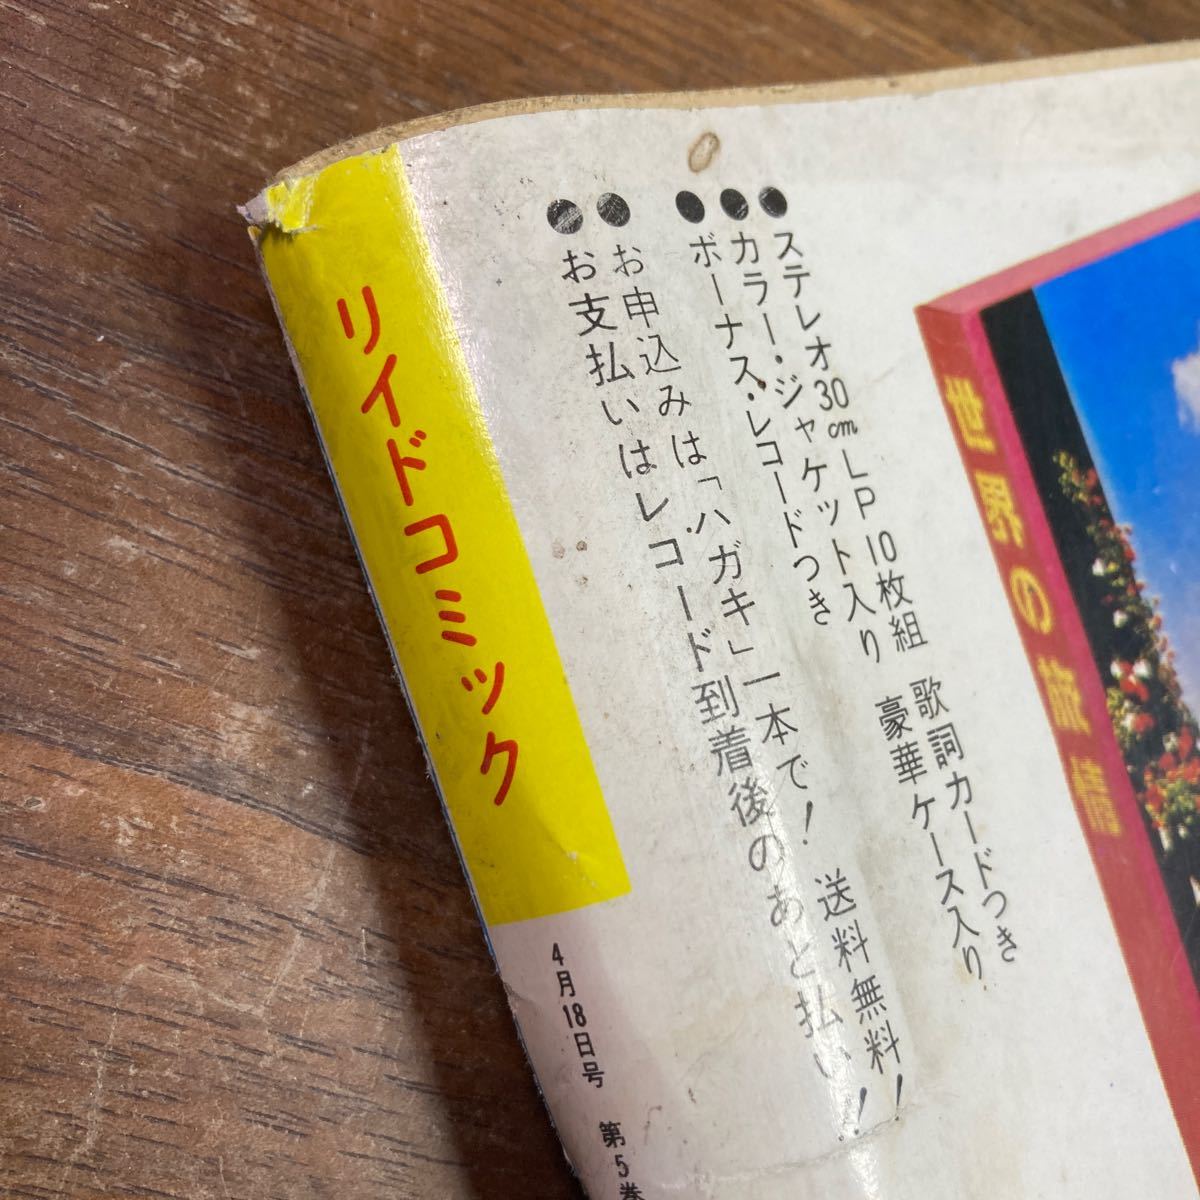 世界の旅情
●ステレオ30cmLP10枚組 歌詞カードつき
●カラー・ジャケット入り 豪華ケース入り
●ボーナス・レコードつき
●お申込みは「ハガキ」一本で! 送料無料!
●お支払いはレコード到着後のあと払い!!
リイドコミック
4月18日号 第5巻